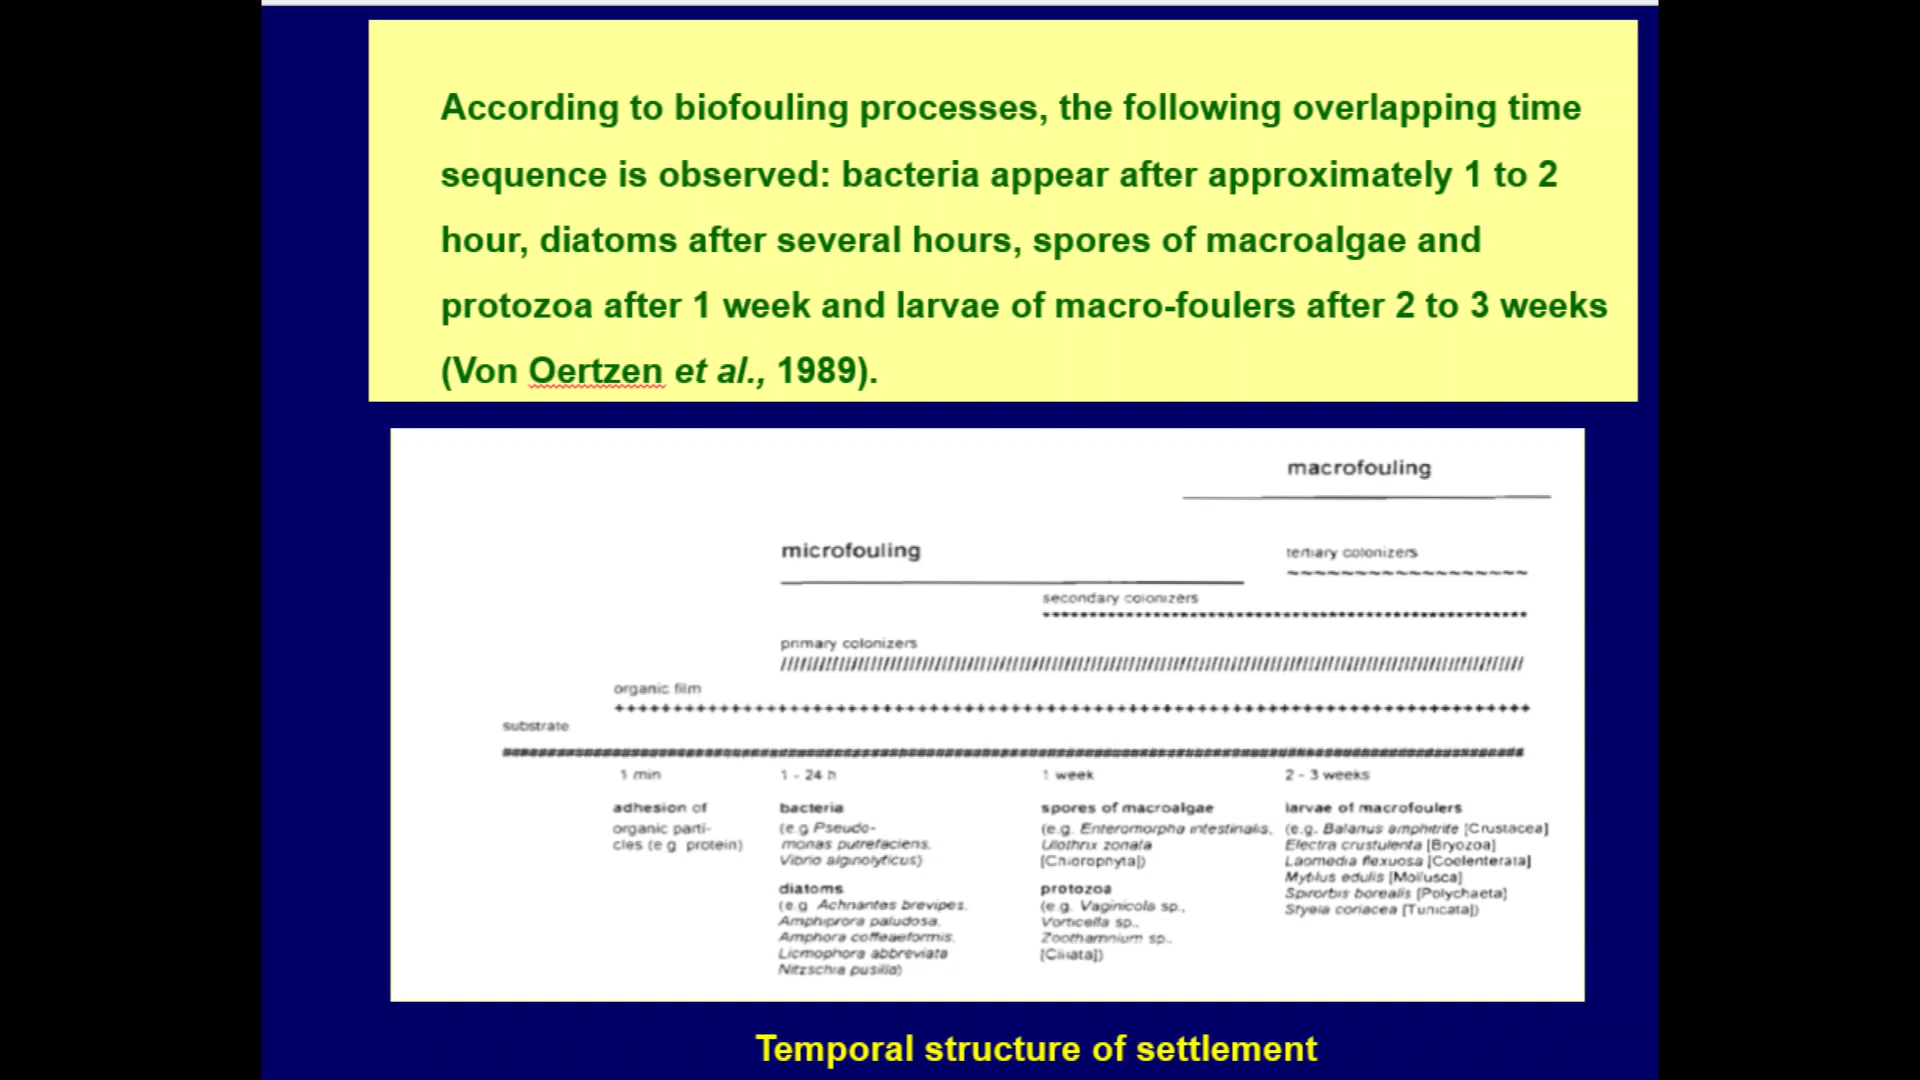 According to biofouling processes, the following overlapping time
sequence is observed: bacteria appear after approximately 1 to 2
hour, diatoms after several hours, spores of macroalgae and
protozoa after 1 week and larvae of macro-foulers after 2 to 3 weeks
(Von Oertzen et al., 1989).
macrofouling
microfouling
tertiary colonizers
secondary colonizers
primary colonizers
organic film
substrate
1 min
adhesion of
organic parti-
cles (e.g. protein)
1 - 24 h
bacteria
(e.g. Pseudo-
monas putrefaciens,
Vibrio alginolyticus)
diatoms
(e.g. Achnantes brevipes,
Amphiprora paludosa,
Amphora coffeaeformis,
Licmophora abbreviata
Nitzschia pusilla)
1 week
spores of macroalgae
(e.g. Enteromorpha intestinalis,
Ulothrix zonata
[Chlorophyta])
protozoa
(e.g. Vaginicola sp.,
Vorticella sp.,
Zoothamnium sp.,
[Ciliata])
2 - 3 weeks
larvae of macrofoulers
(e.g. Balanus amphitrite [Crustacea]
Electra crustulenta [Bryozoa]
Laomedia flexuosa [Coelenterata]
Mytilus edulis [Mollusca]
Spirorbis borealis [Polychaeta]
Styela coriacea [Tunicata])
Temporal structure of settlement